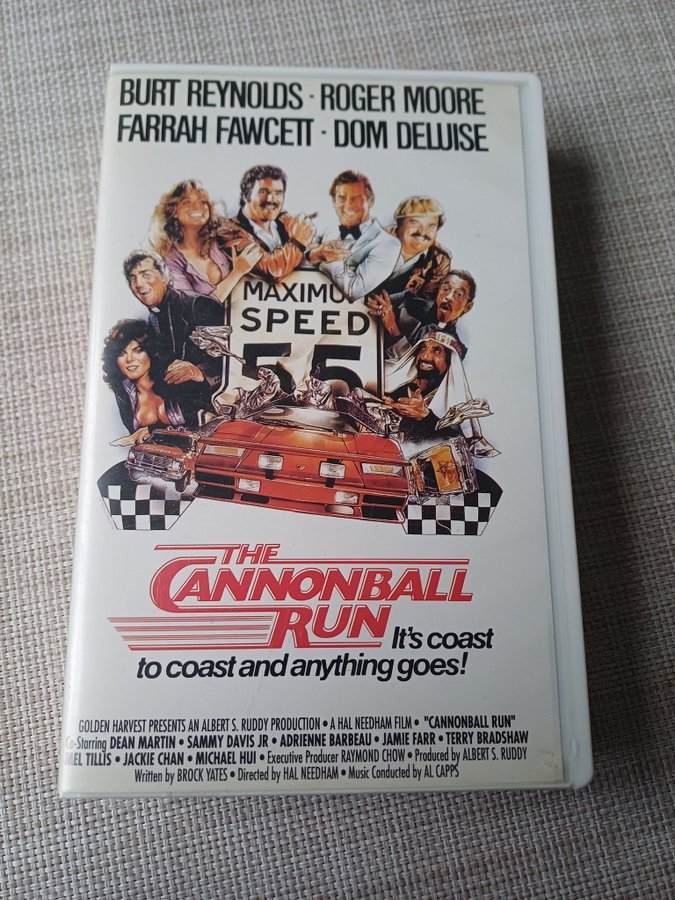 BURT REYNOLDS · ROGER MOORE
FARRAH FAWCETT · DOM DELUISE
MAXIMU
SPEED
55
THE
CANNONBALL
RUN
It's coast
to coast and anything goes!
GOLDEN HARVEST PRESENTS AN ALBERT S. RUDDY PRODUCTION • A HAL NEEDHAM FILM • "CANNONBALL RUN"
Co-Starring DEAN MARTIN • SAMMY DAVIS JR • ADRIENNE BARBEAU • JAMIE FARR • TERRY BRADSHAW
MEL TILLIS • JACKIE CHAN • MICHAEL HUI • Executive Producer RAYMOND CHOW • Produced by ALBERT S. RUDDY
Written by BROCK YATES • Directed by HAL NEEDHAM • Music Conducted by AL CAPPS